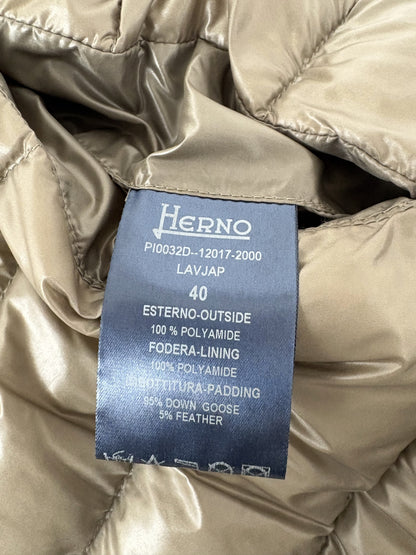 HERNO
PI0032D--12017-2000
LAVJAP
40
ESTERNO-OUTSIDE
100 % POLYAMIDE
FODERA-LINING
100% POLYAMIDE
IMBOTTITURA-PADDING
95% DOWN GOOSE
5% FEATHER